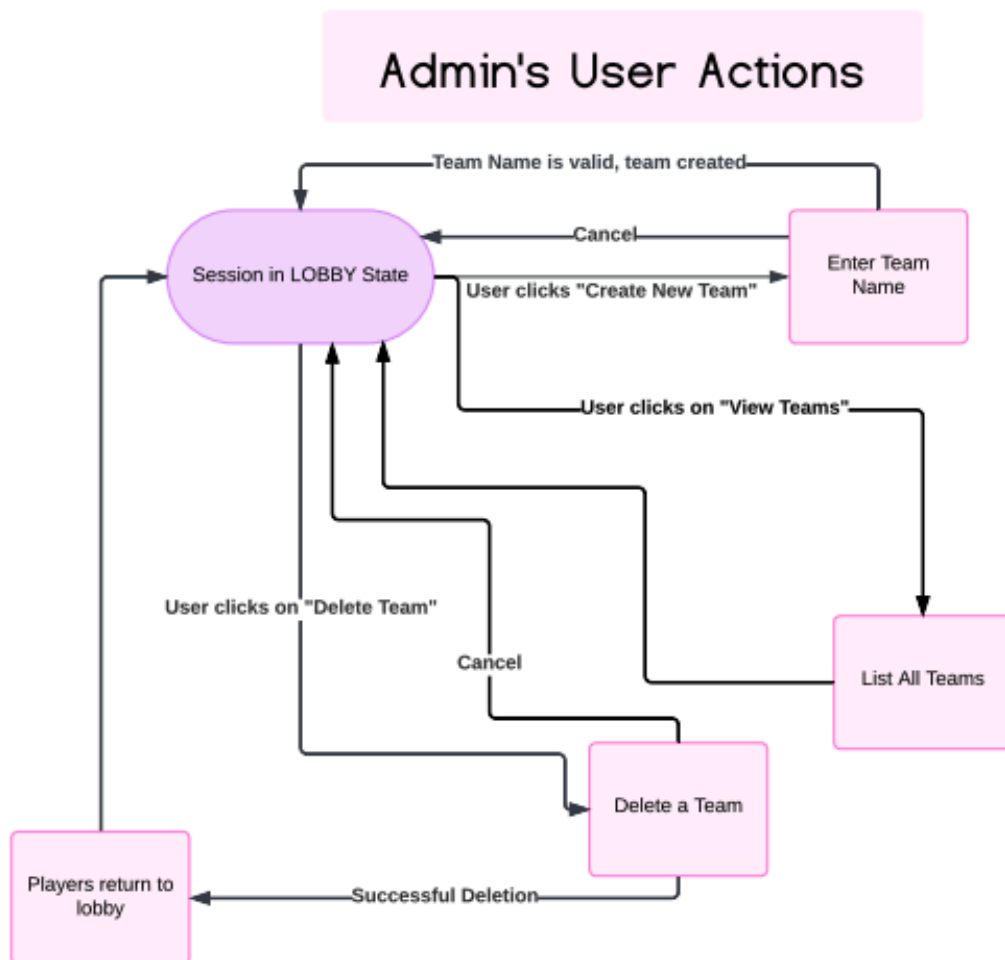 Admin's User Actions
Team Name is valid, team created
Cancel
Session in LOBBY State
Enter Team
Name
User clicks "Create New Team"
User clicks on "View Teams"
User clicks on "Delete Team"
Cancel
List All Teams
Delete a Team
Players return to
lobby
Successful Deletion